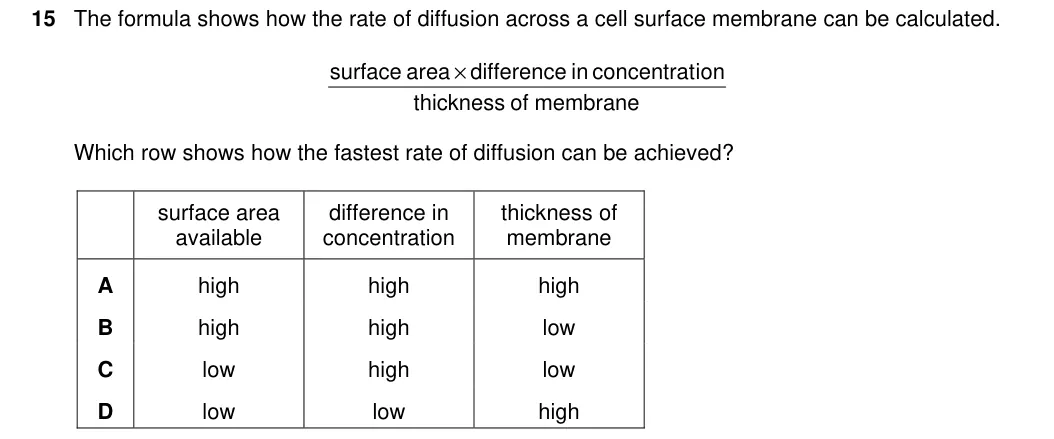 15 The formula shows how the rate of diffusion across a cell surface membrane can be calculated.
surface area × difference in concentration
thickness of membrane
Which row shows how the fastest rate of diffusion can be achieved?
surface area available difference in concentration thickness of membrane
A high high high
B high high low
C low high low
D low low high